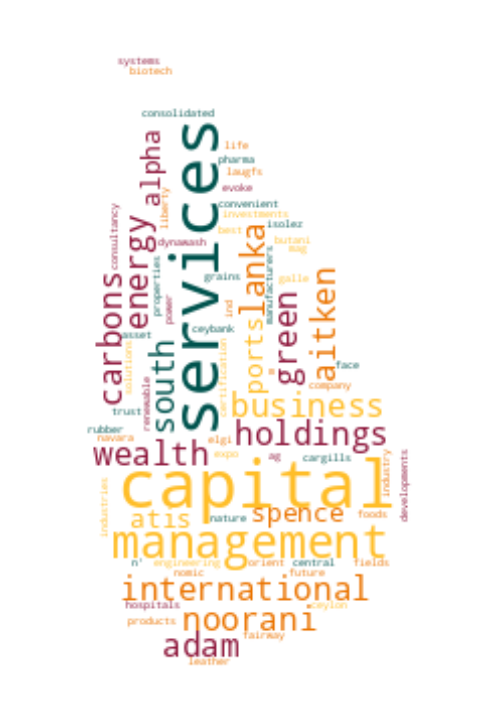 systems
biotech
consolidated
services
alpha
life
pharma
laugfs
evoke
liberty
convenient
investments
consultancy
energy
dynawash
best
isolez
lanka
butani
mag
manufacturers
properties
carbons
grains
galle
aitken
green
power
ind
ports
ceybank
asset
solutions
south
certification
face
company
renewable
trust
business
rubber
navara
holdings
elgi
wealth
expo
ag
cargills
industry
developments
capital
industries
atis
nature
spence
foods
management
n'
engineering
orient
central
fields
nomic
future
international
hospitals
ceylon
products
noorani
fairway
adam
leather